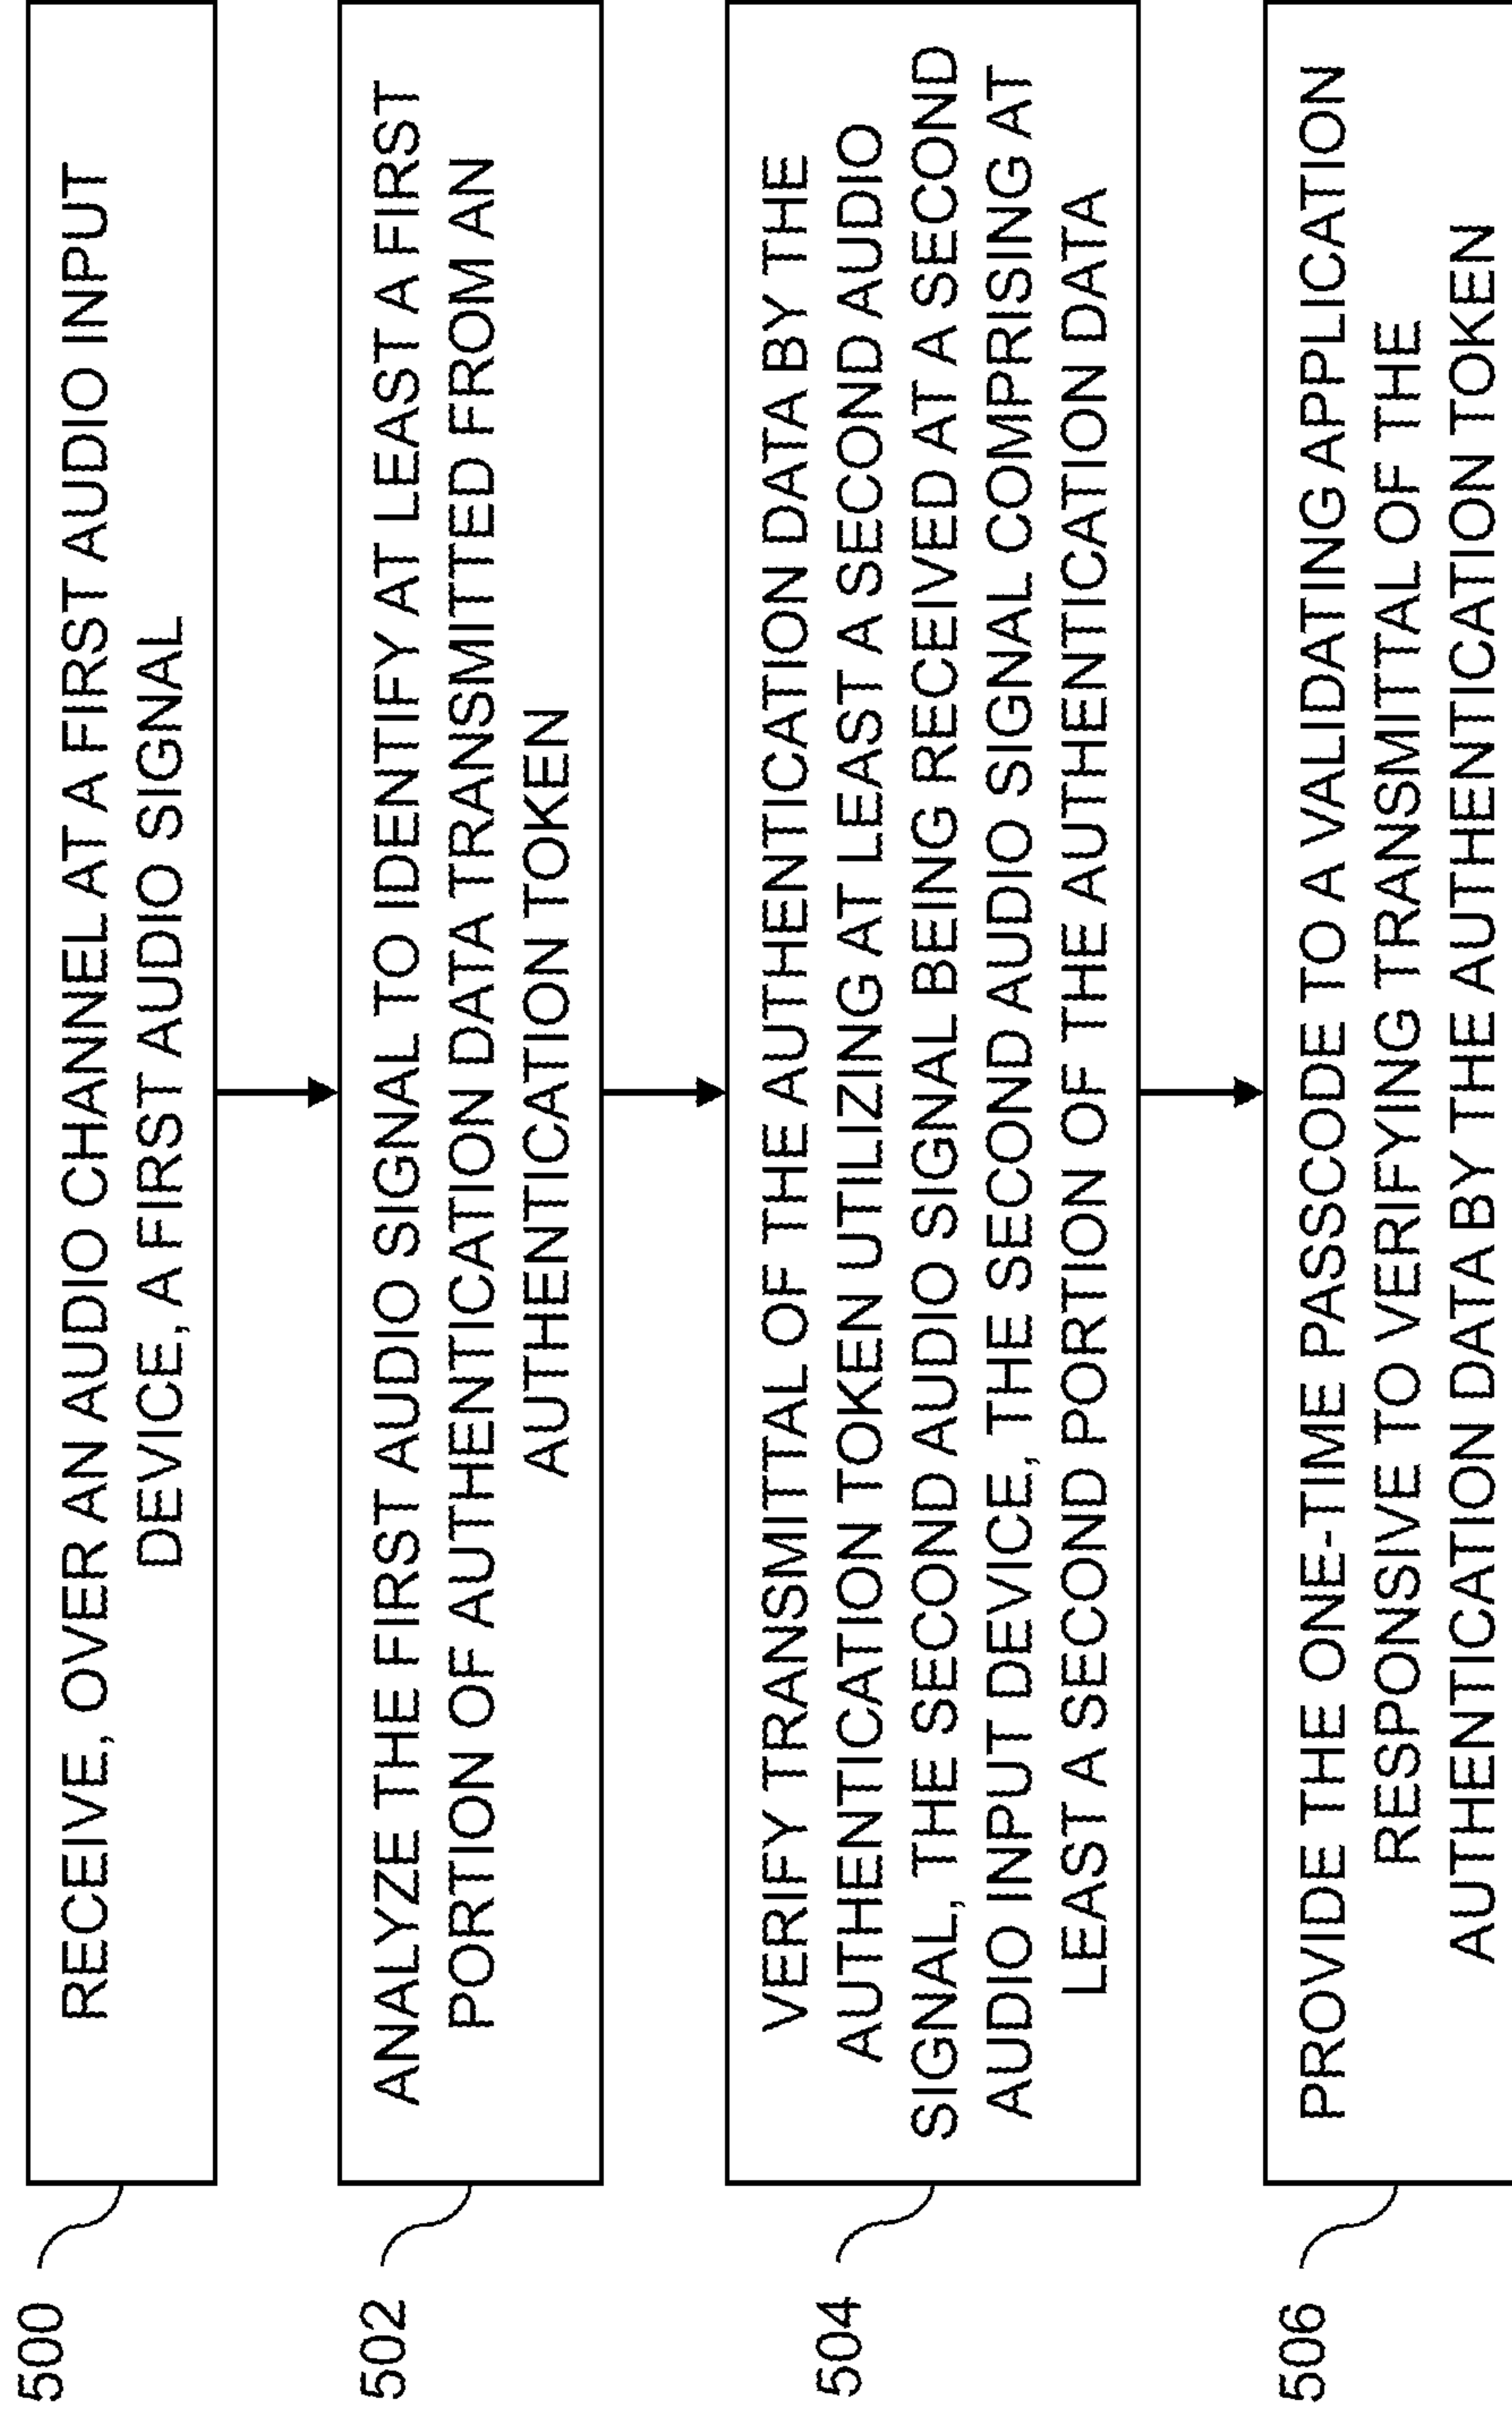 500
RECEIVE, OVER AN AUDIO CHANNEL AT A FIRST AUDIO INPUT
DEVICE, A FIRST AUDIO SIGNAL
502
ANALYZE THE FIRST AUDIO SIGNAL TO IDENTIFY AT LEAST A FIRST
PORTION OF AUTHENTICATION DATA TRANSMITTED FROM AN
AUTHENTICATION TOKEN
504
VERIFY TRANSMITTAL OF THE AUTHENTICATION DATA BY THE
AUTHENTICATION TOKEN UTILIZING AT LEAST A SECOND AUDIO
SIGNAL, THE SECOND AUDIO SIGNAL BEING RECEIVED AT A SECOND
AUDIO INPUT DEVICE, THE SECOND AUDIO SIGNAL COMPRISING AT
LEAST A SECOND PORTION OF THE AUTHENTICATION DATA
506
PROVIDE THE ONE-TIME PASSCODE TO A VALIDATING APPLICATION
RESPONSIVE TO VERIFYING TRANSMITTAL OF THE
AUTHENTICATION DATA BY THE AUTHENTICATION TOKEN